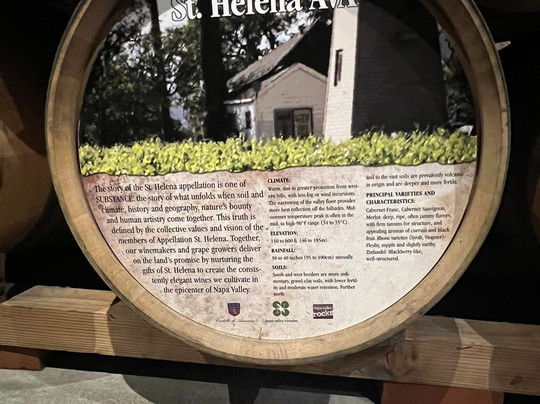 St. Helena AVA
The story of the St. Helena appellation is one of
SUBSTANCE: the story of what unfolds when soil and
climate, history and geography, nature's bounty
and human artistry come together. This truth is
defined by the collective values and vision of the
members of Appellation St. Helena. Together,
our winemakers and grape growers deliver
on the land's promise by nurturing the
gifts of St. Helena to create the consis-
tently elegant wines we cultivate in
the epicenter of Napa Valley.
CLIMATE:
Warm, due to greater protection from west-
ern hills, with less fog or wind incursions.
The narrowing of the valley floor provides
more heat reflection off the hillsides. Mid-
summer temperature peak is often in the
mid- to high-90°F range (34 to 35°C).
ELEVATION:
150 to 600 ft. (46 to 183m).
RAINFALL:
38 to 40 inches (95 to 100cm) annually.
SOILS:
South and west borders are more sedi-
mentary, gravel clay soils, with lower fertil-
ity and moderate water retention. Further
north
and to the east soils are prevalently volcanic
in origin and are deeper and more fertile.
PRINCIPAL VARIETIES AND
CHARACTERISTICS:
Cabernet Franc, Cabernet Sauvignon,
Merlot: deep, ripe, often jammy flavors,
with firm tannins for structure, and
appealing aromas of currant and black
fruit. Rhone varieties (Syrah, Viognier):
Fleshy, supple and slightly earthy.
Zinfandel: Blackberry-like,
well-structured.
rocks